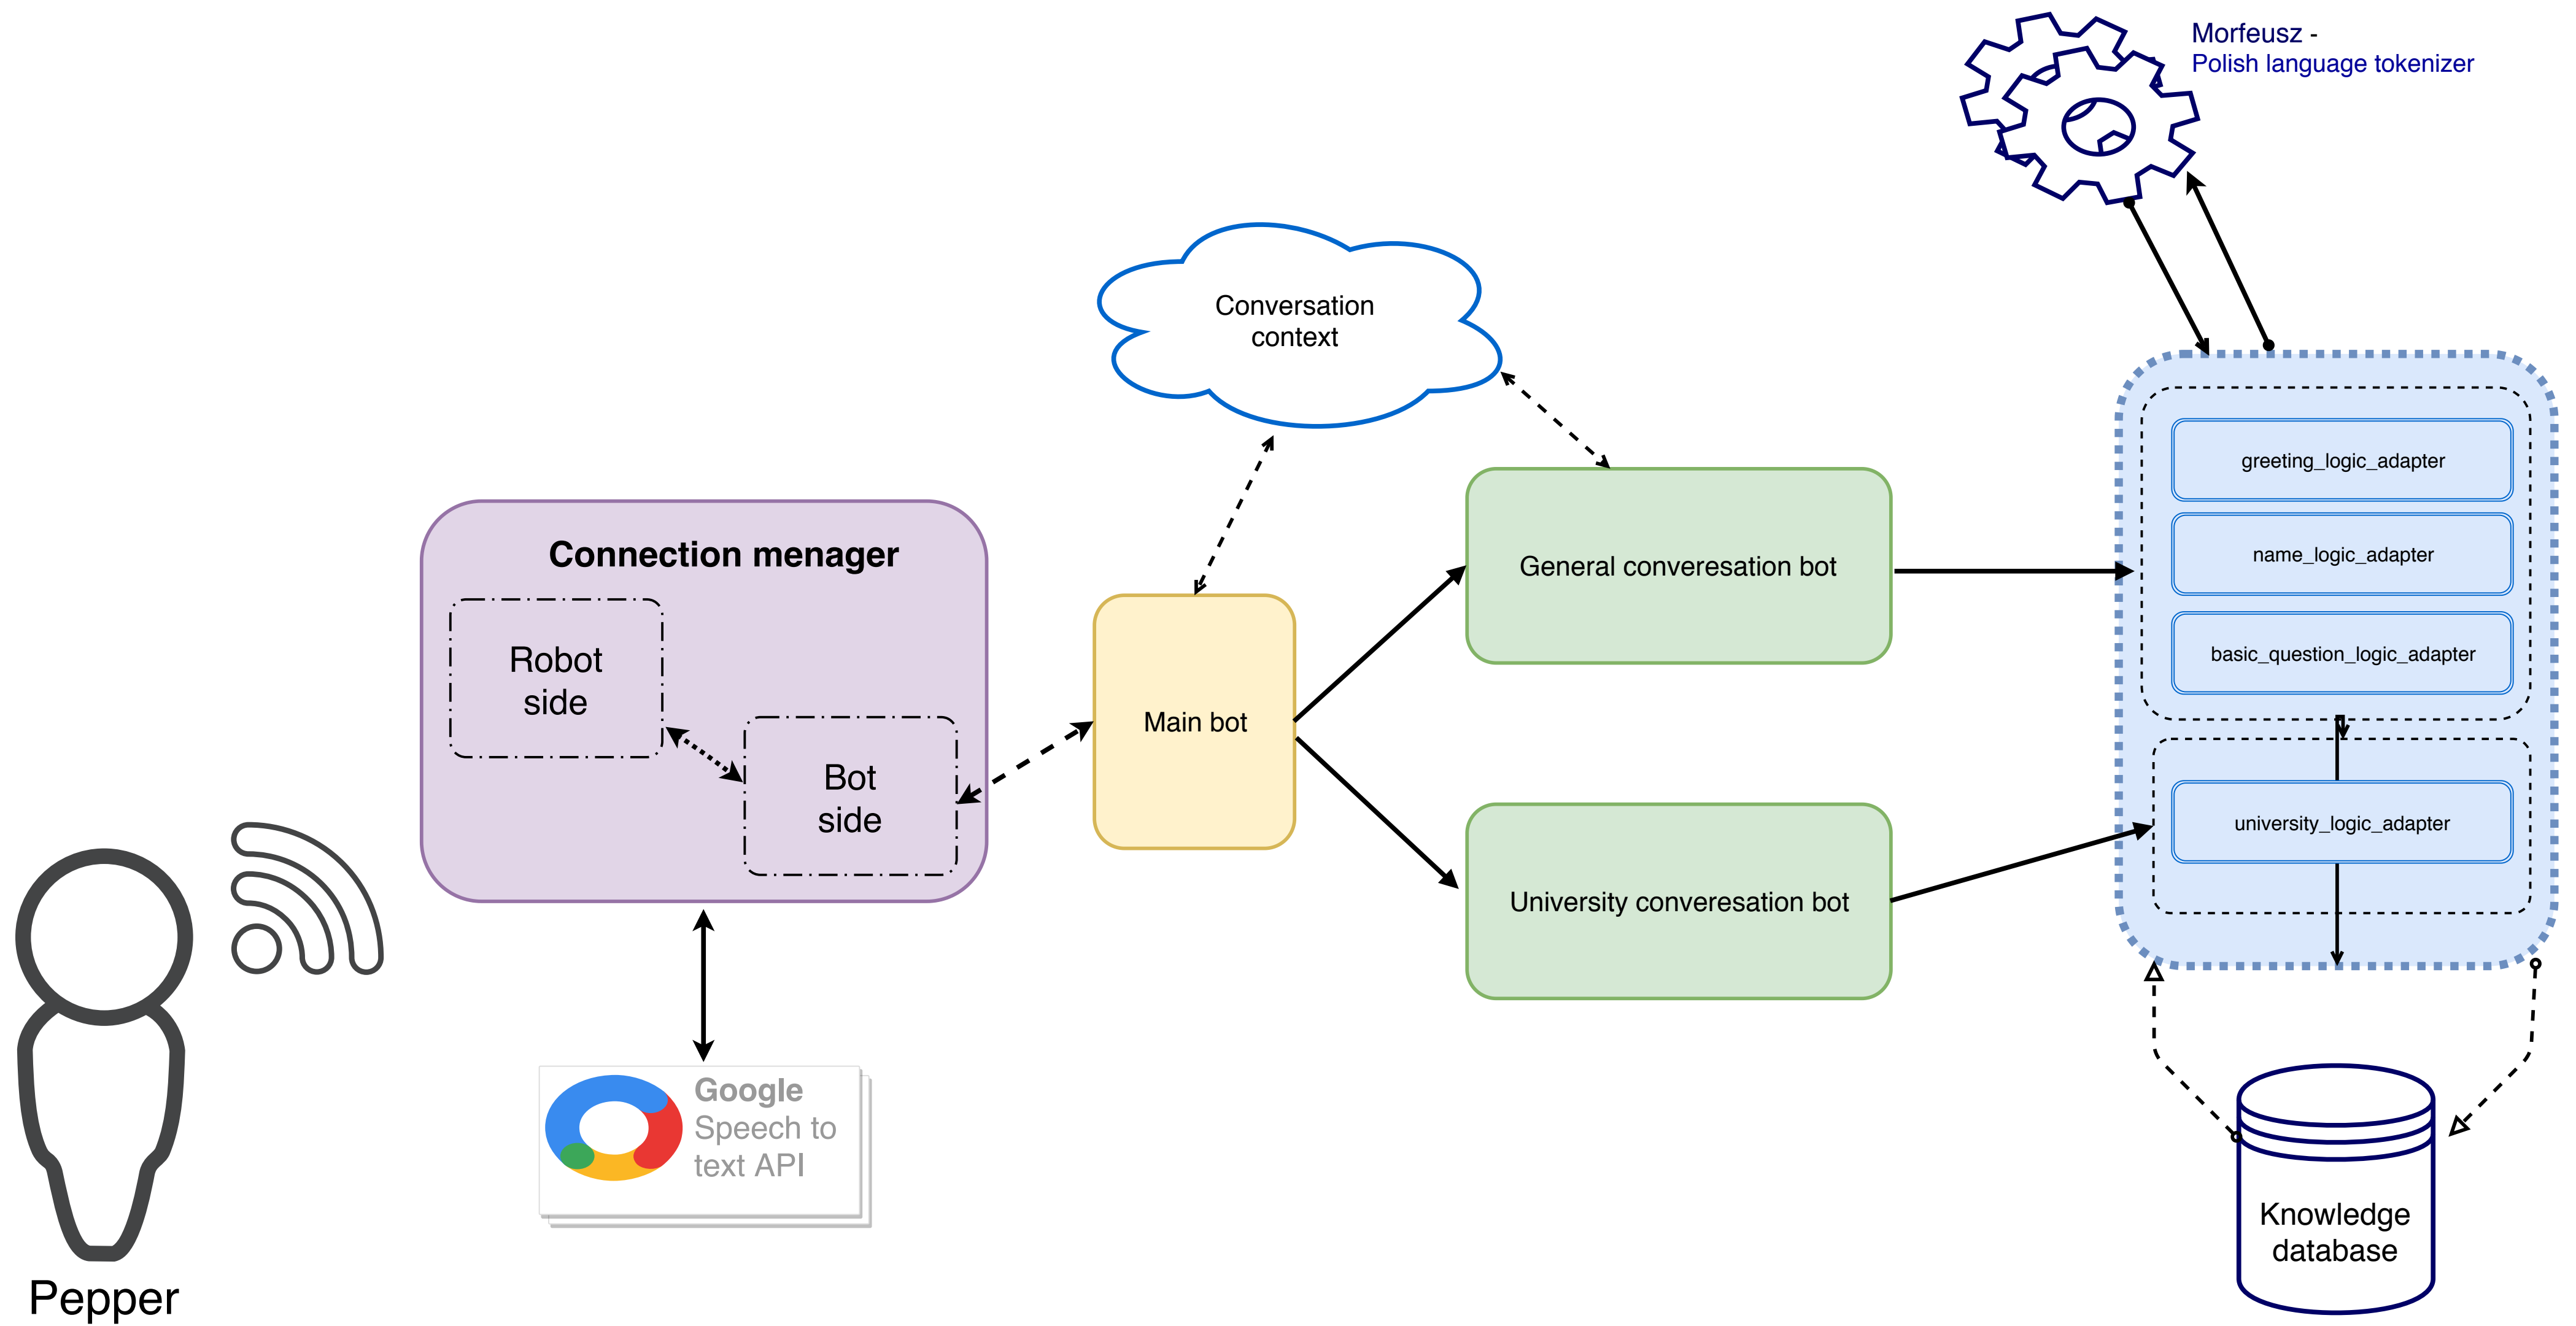 Morfeusz -
Polish language tokenizer
Conversation
context
Connection menager
Robot
side
Bot
side
Main bot
General converesation bot
University converesation bot
greeting_logic_adapter
name_logic_adapter
basic_question_logic_adapter
university_logic_adapter
Google
Speech to
text API
Knowledge
database
Pepper